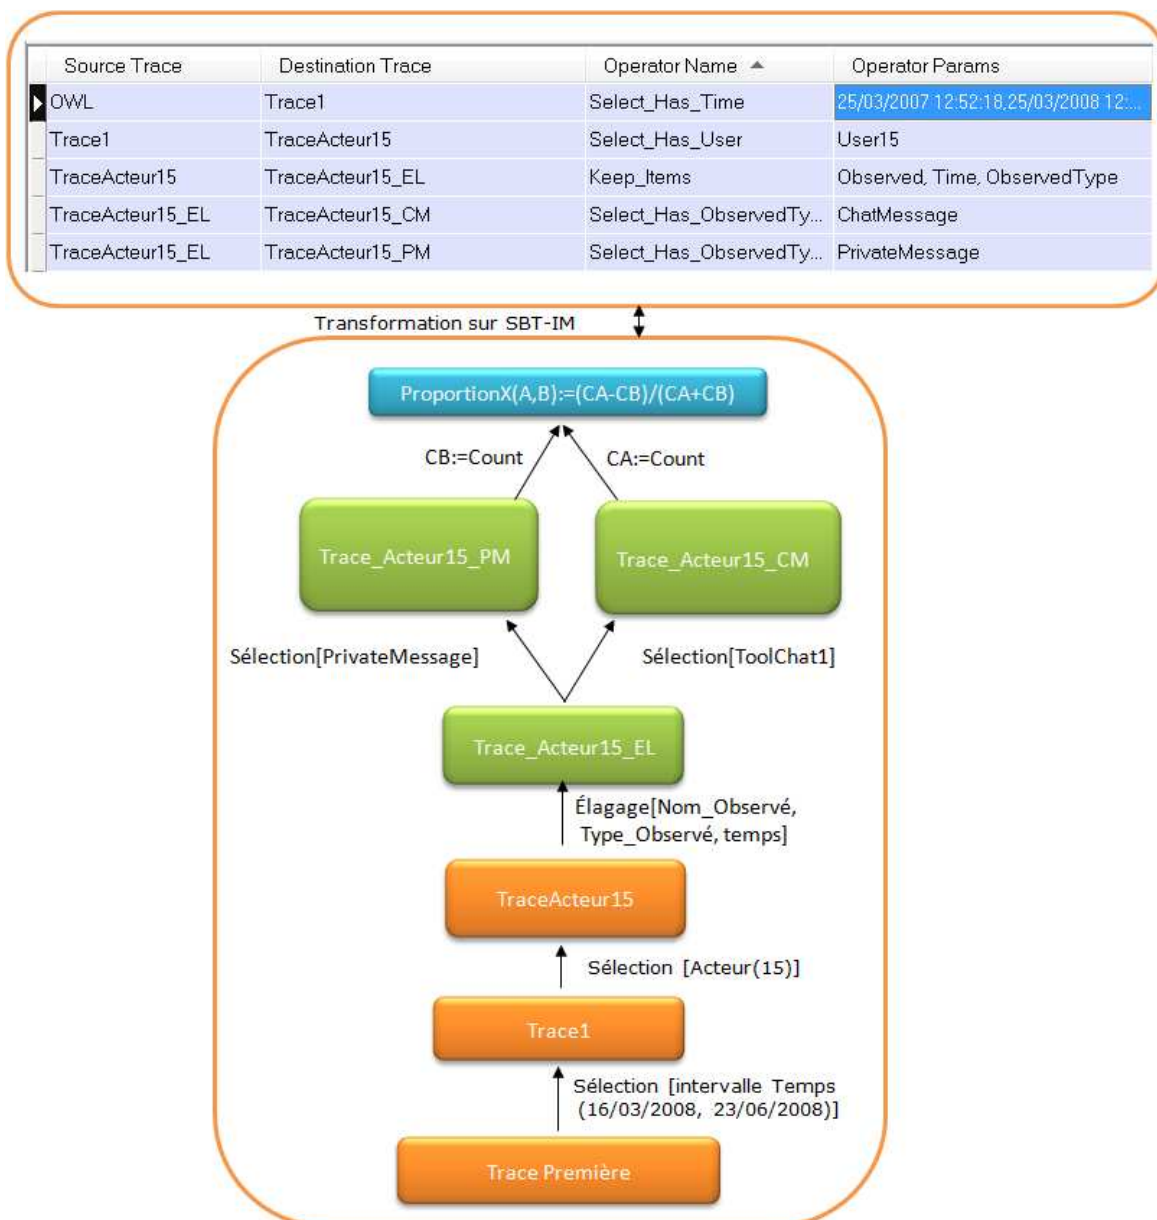 Source Trace Destination Trace Operator Name Operator Params
OWL Trace1 Select_Has_Time 25/03/2007 12:52:18,25/03/2008 12:...
Trace1 TraceActeur15 Select_Has_User User15
TraceActeur15 TraceActeur15_EL Keep_Items Observed, Time, ObservedType
TraceActeur15_EL TraceActeur15_CM Select_Has_ObservedTy... ChatMessage
TraceActeur15_EL TraceActeur15_PM Select_Has_ObservedTy... PrivateMessage
Transformation sur SBT-IM
ProportionX(A,B):=(CA-CB)/(CA+CB)
CB:=Count CA:=Count
Trace_Acteur15_PM Trace_Acteur15_CM
Sélection[PrivateMessage] Sélection[ToolChat1]
Trace_Acteur15_EL
Élagage[Nom_Observé,
Type_Observé, temps]
TraceActeur15
Sélection [Acteur(15)]
Trace1
Sélection [intervalle Temps
(16/03/2008, 23/06/2008)]
Trace Première